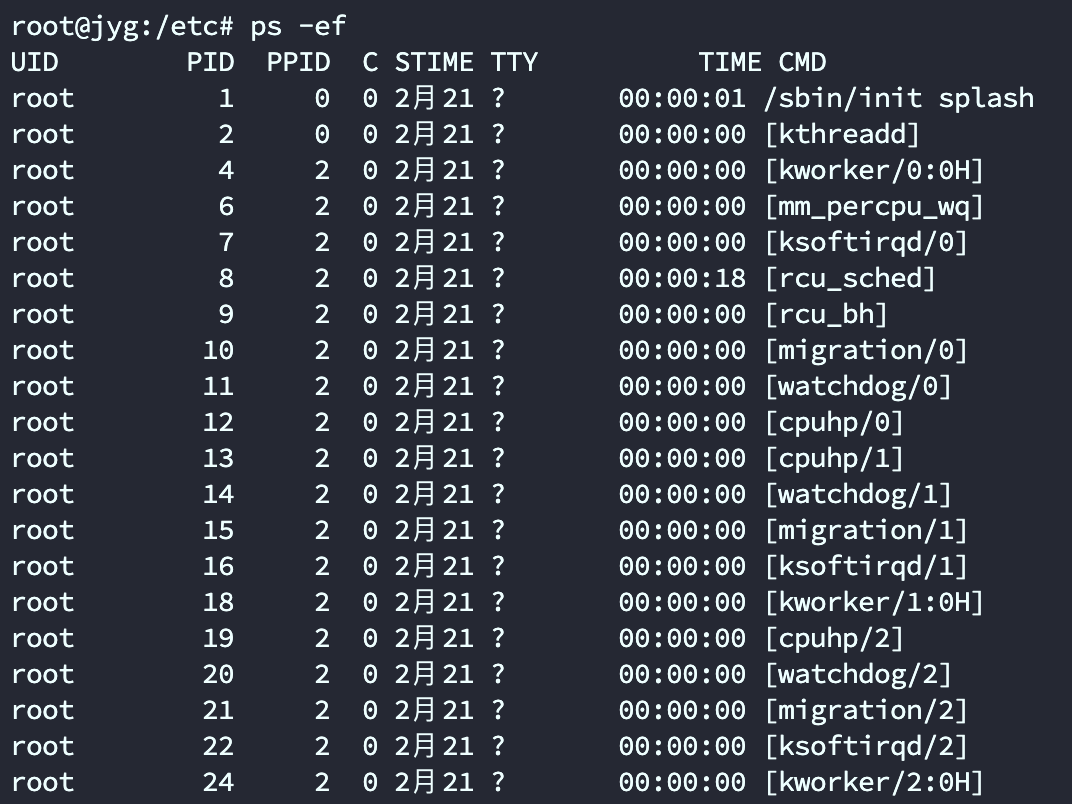 root@jyg:/etc# ps -ef
UID        PID  PPID  C STIME TTY          TIME CMD
root         1     0  0 2月21 ?       00:00:01 /sbin/init splash
root         2     0  0 2月21 ?       00:00:00 [kthreadd]
root         4     2  0 2月21 ?       00:00:00 [kworker/0:0H]
root         6     2  0 2月21 ?       00:00:00 [mm_percpu_wq]
root         7     2  0 2月21 ?       00:00:00 [ksoftirqd/0]
root         8     2  0 2月21 ?       00:00:18 [rcu_sched]
root         9     2  0 2月21 ?       00:00:00 [rcu_bh]
root        10     2  0 2月21 ?       00:00:00 [migration/0]
root        11     2  0 2月21 ?       00:00:00 [watchdog/0]
root        12     2  0 2月21 ?       00:00:00 [cpuhp/0]
root        13     2  0 2月21 ?       00:00:00 [cpuhp/1]
root        14     2  0 2月21 ?       00:00:00 [watchdog/1]
root        15     2  0 2月21 ?       00:00:00 [migration/1]
root        16     2  0 2月21 ?       00:00:00 [ksoftirqd/1]
root        18     2  0 2月21 ?       00:00:00 [kworker/1:0H]
root        19     2  0 2月21 ?       00:00:00 [cpuhp/2]
root        20     2  0 2月21 ?       00:00:00 [watchdog/2]
root        21     2  0 2月21 ?       00:00:00 [migration/2]
root        22     2  0 2月21 ?       00:00:00 [ksoftirqd/2]
root        24     2  0 2月21 ?       00:00:00 [kworker/2:0H]